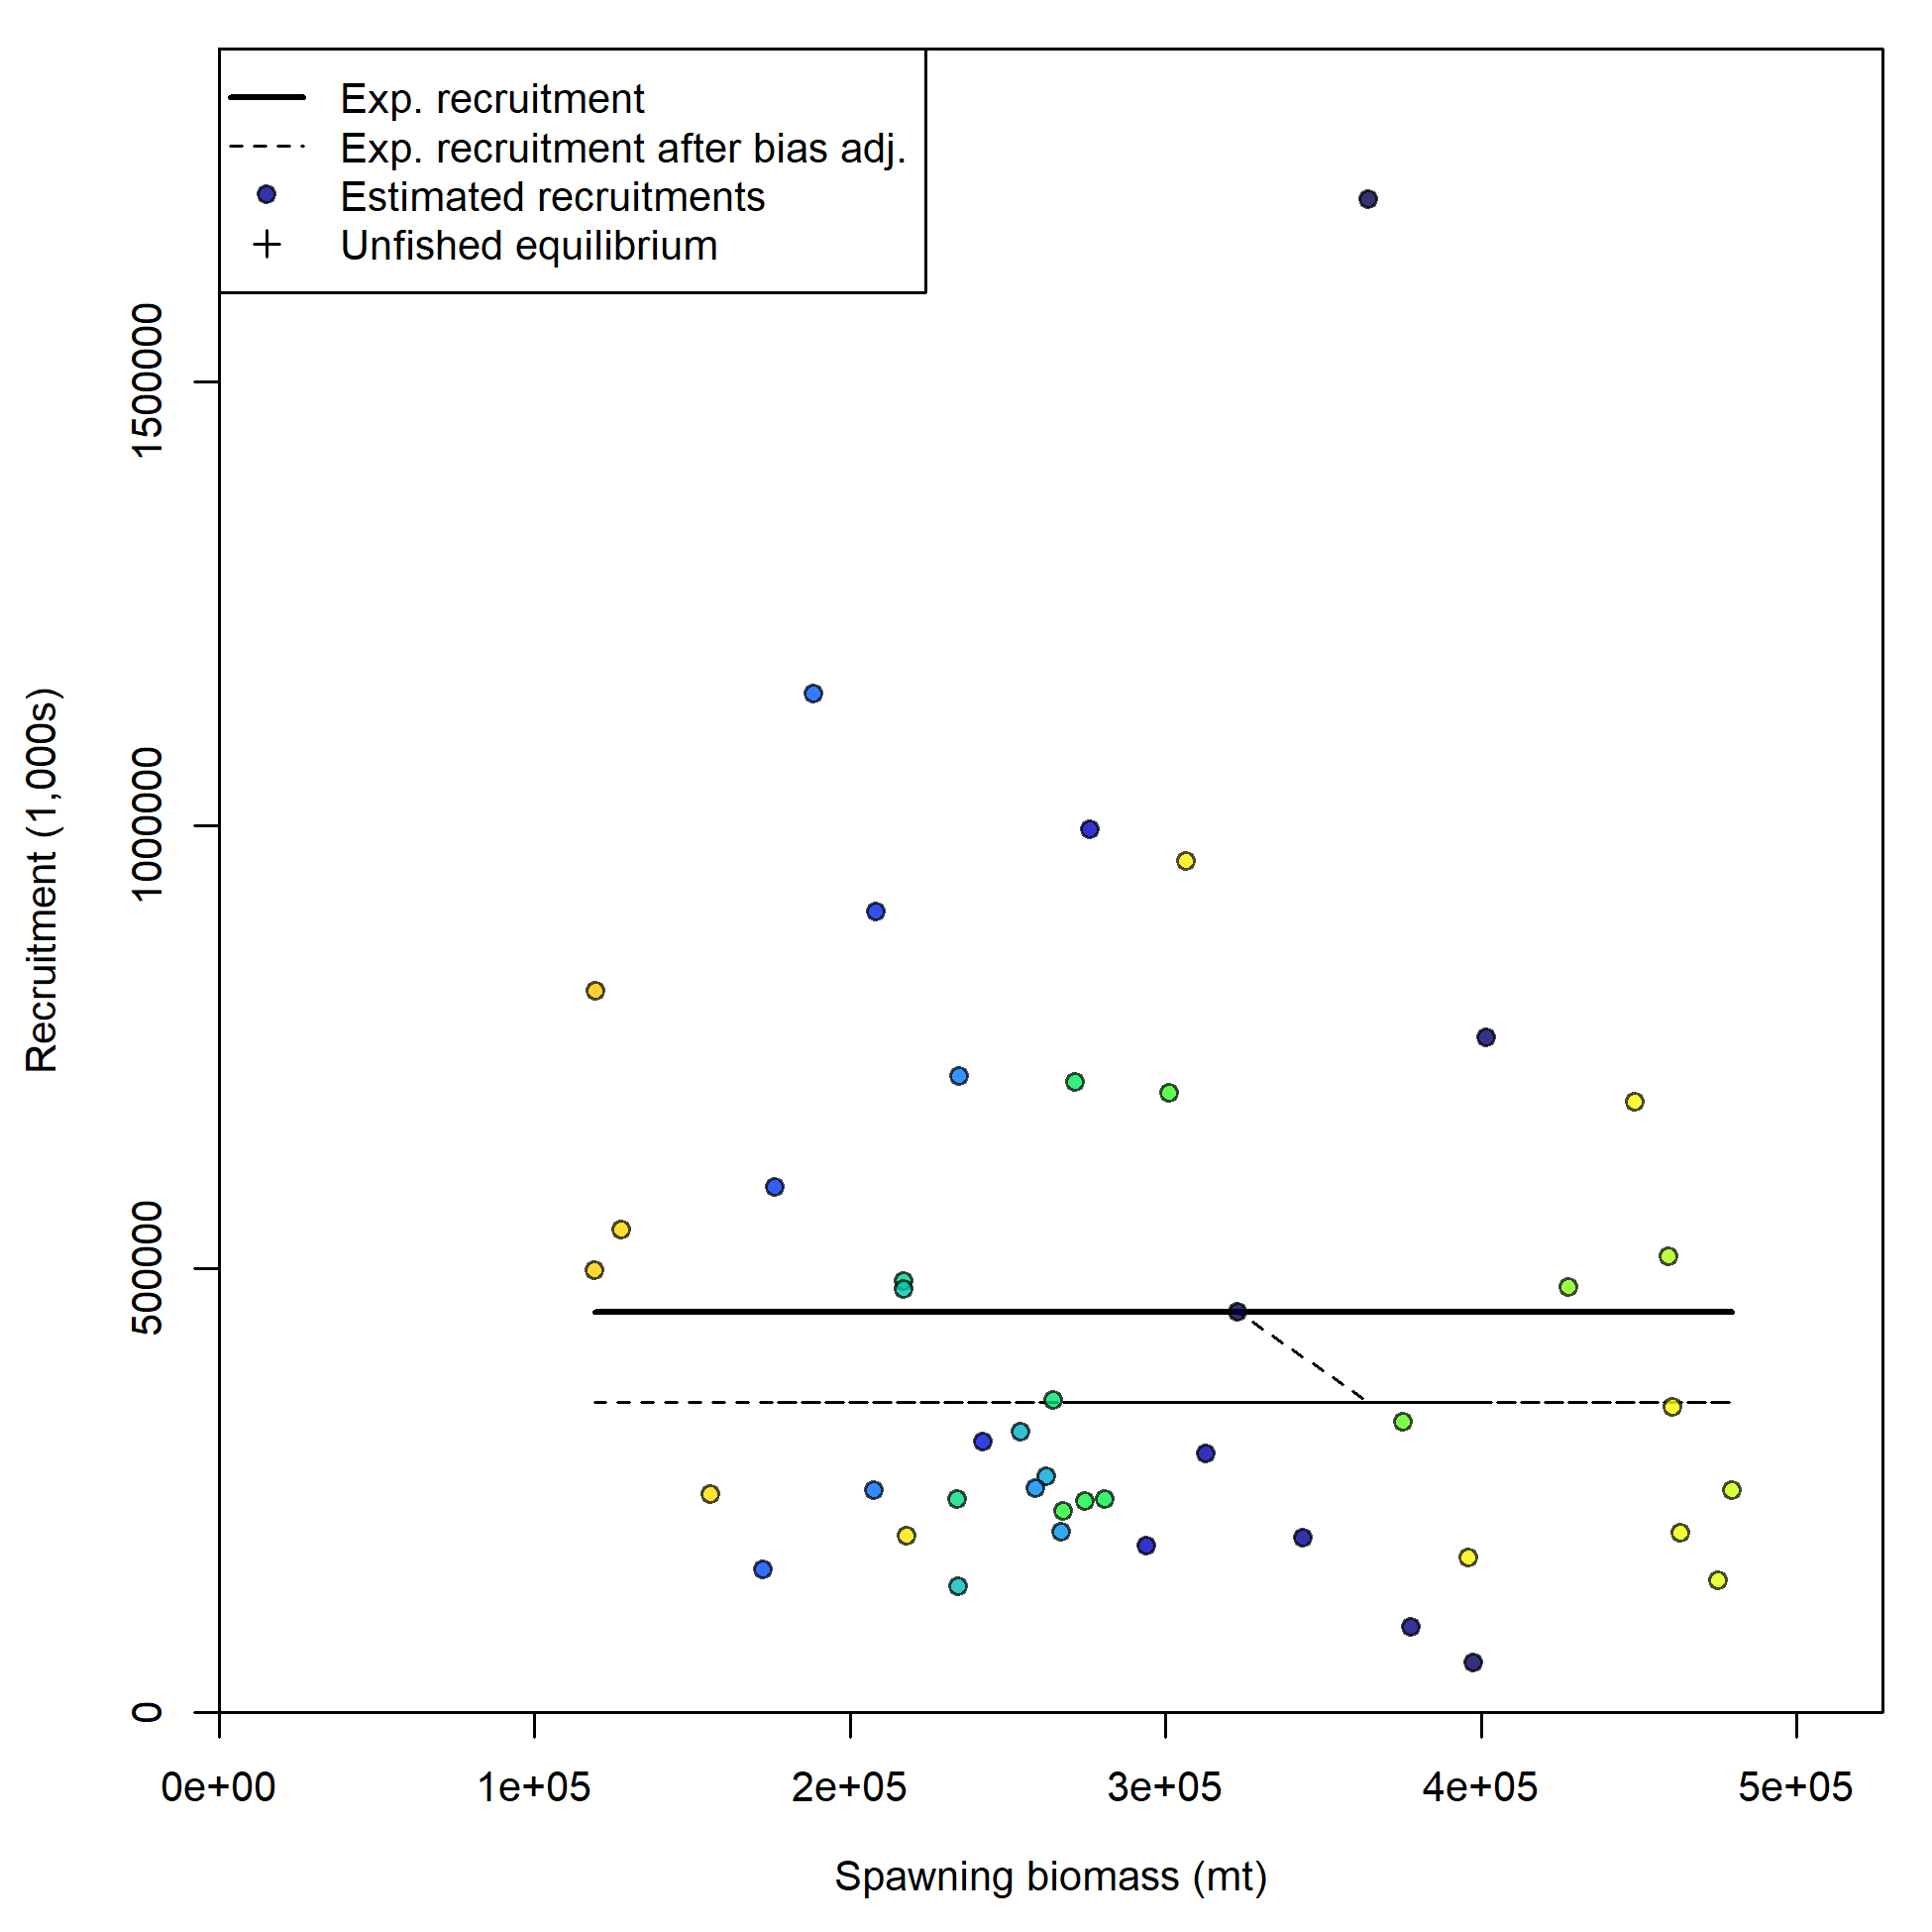 Exp. recruitment
Exp. recruitment after bias adj.
Estimated recruitments
Unfished equilibrium
Recruitment (1,000s)
1500000
1000000
500000
0
0e+00 1e+05 2e+05 3e+05 4e+05 5e+05
Spawning biomass (mt)